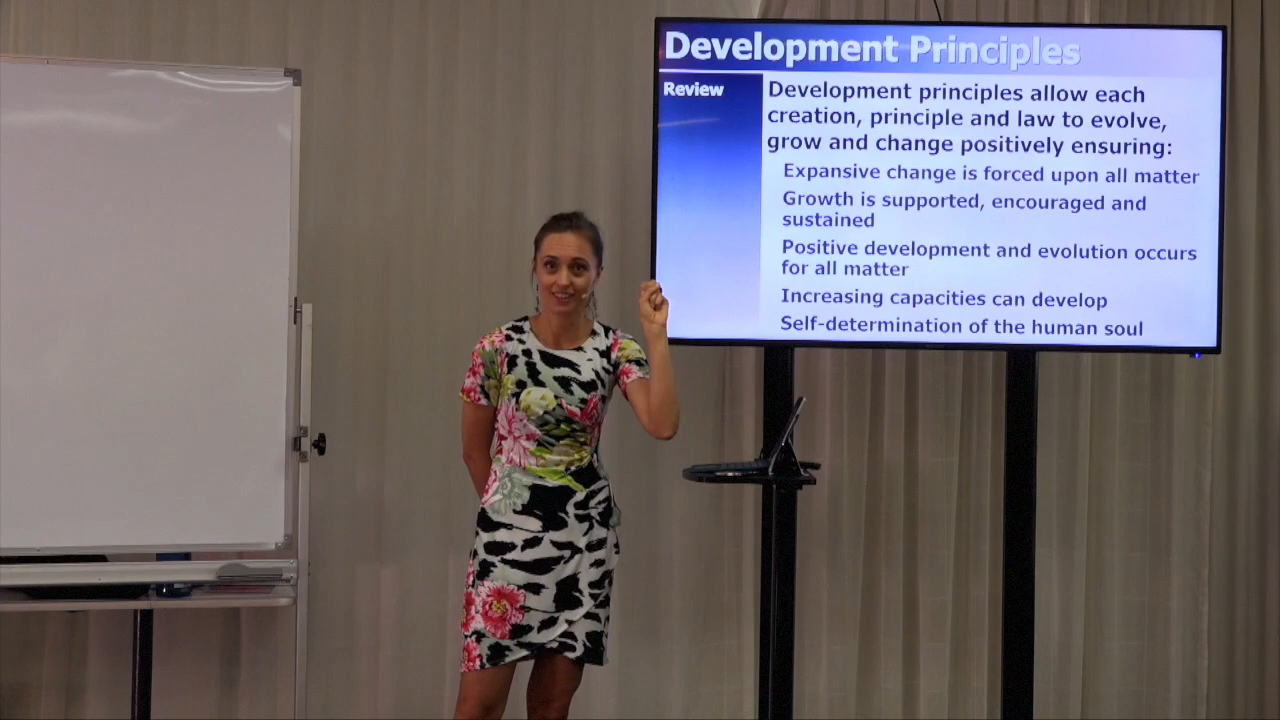 Development Principles
Review
Development principles allow each
creation, principle and law to evolve,
grow and change positively ensuring:
Expansive change is forced upon all matter
Growth is supported, encouraged and
sustained
Positive development and evolution occurs
for all matter
Increasing capacities can develop
Self-determination of the human soul